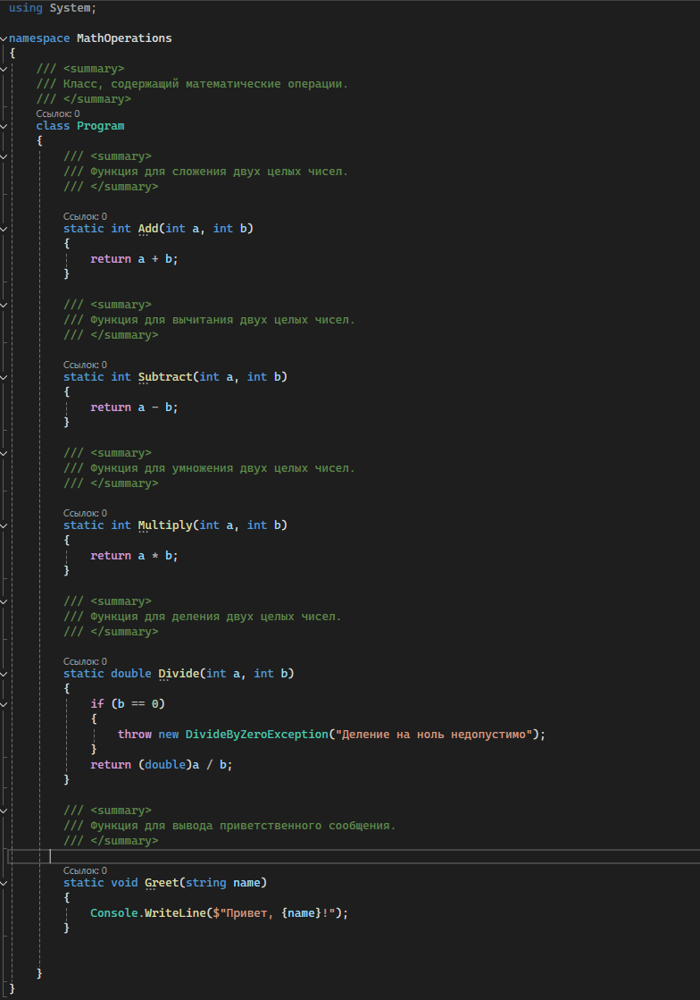 using System;
namespace MathOperations
{
/// <summary>
/// Класс, содержащий математические операции.
/// </summary>
Ссылок: 0
class Program
{
/// <summary>
/// Функция для сложения двух целых чисел.
/// </summary>
Ссылок: 0
static int Add(int a, int b)
{
return a + b;
}
/// <summary>
/// Функция для вычитания двух целых чисел.
/// </summary>
Ссылок: 0
static int Subtract(int a, int b)
{
return a - b;
}
/// <summary>
/// Функция для умножения двух целых чисел.
/// </summary>
Ссылок: 0
static int Multiply(int a, int b)
{
return a * b;
}
/// <summary>
/// Функция для деления двух целых чисел.
/// </summary>
Ссылок: 0
static double Divide(int a, int b)
{
if (b == 0)
{
throw new DivideByZeroException("Деление на ноль недопустимо");
}
return (double)a / b;
}
/// <summary>
/// Функция для вывода приветственного сообщения.
/// </summary>
Ссылок: 0
static void Greet(string name)
{
Console.WriteLine($"Привет, {name}!");
}
}
}